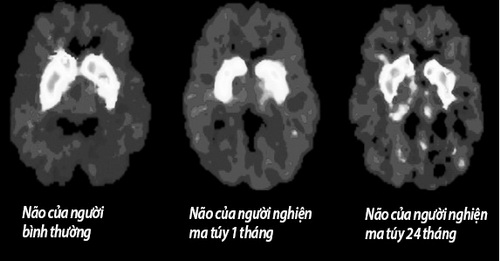 Não của người
bình thường
Não của người nghiện
ma túy 1 tháng
Não của người nghiện
ma túy 24 tháng